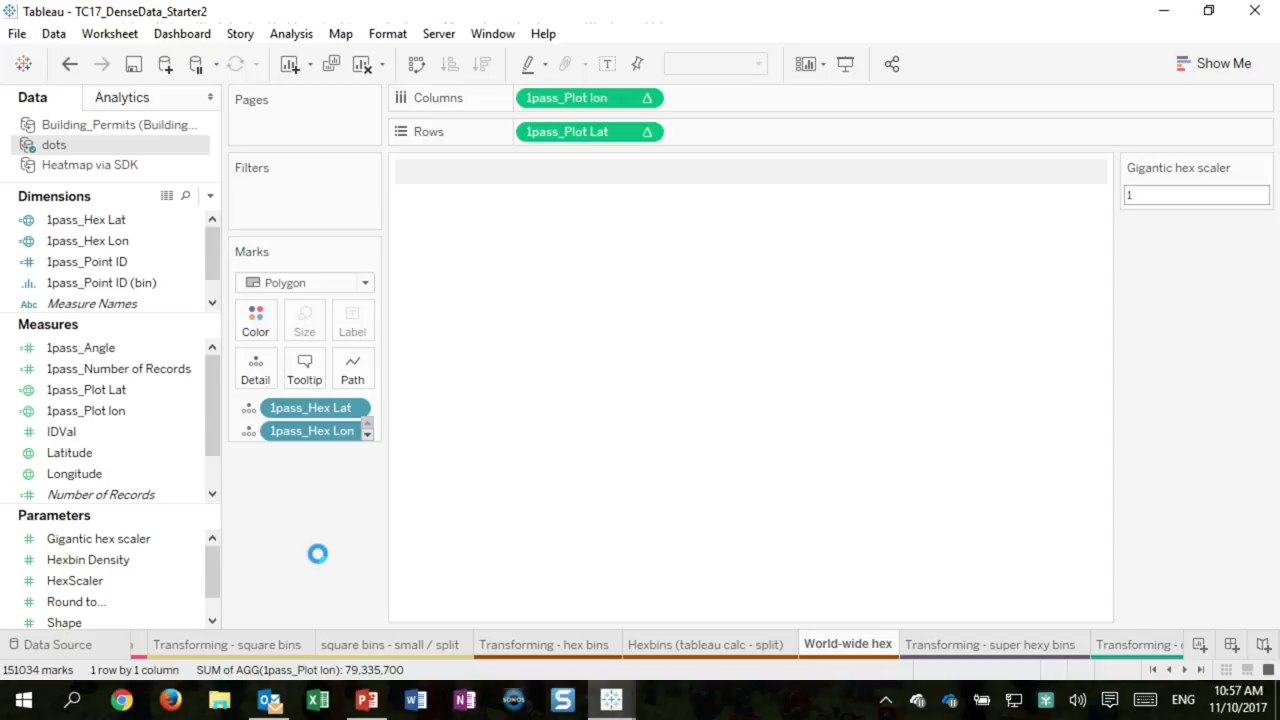 Tableau - TC17_DenseData_Starter2
File Data Worksheet Dashboard Story Analysis Map Format Server Window Help
Show Me
Data Analytics
Building_Permits (Building...
dots
Heatmap via SDK
Dimensions
1pass_Hex Lat
1pass_Hex Lon
1pass_Point ID
1pass_Point ID (bin)
Abc Measure Names
Measures
1pass_Angle
1pass_Number of Records
1pass_Plot Lat
1pass_Plot lon
IDVal
Latitude
Longitude
Number of Records
Parameters
Gigantic hex scaler
Hexbin Density
HexScaler
Round to...
Shape
Pages
Filters
Marks
Polygon
Color Size Label
Detail Tooltip Path
1pass_Hex Lat
1pass_Hex Lon
Columns 1pass_Plot lon
Rows 1pass_Plot Lat
Gigantic hex scaler
1
Data Source Transforming - square bins square bins - small / split Transforming - hex bins Hexbins (tableau calc - split) World-wide hex Transforming - super hexy bins Transforming -
151034 marks 1 row by 1 column SUM of AGG(1pass_Plot lon): 79,335,700
SONOS
ENG
10:57 AM
11/10/2017